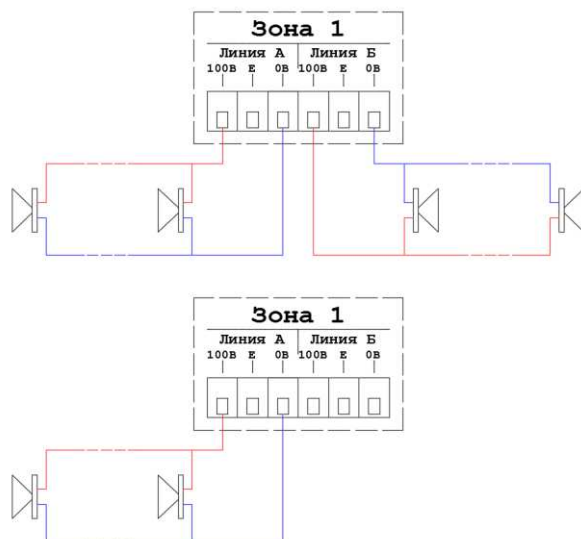 Зона 1
Линия А Линия Б
100В Е 0В 100В Е 0В
Зона 1
Линия А Линия Б
100В Е 0В 100В Е 0В